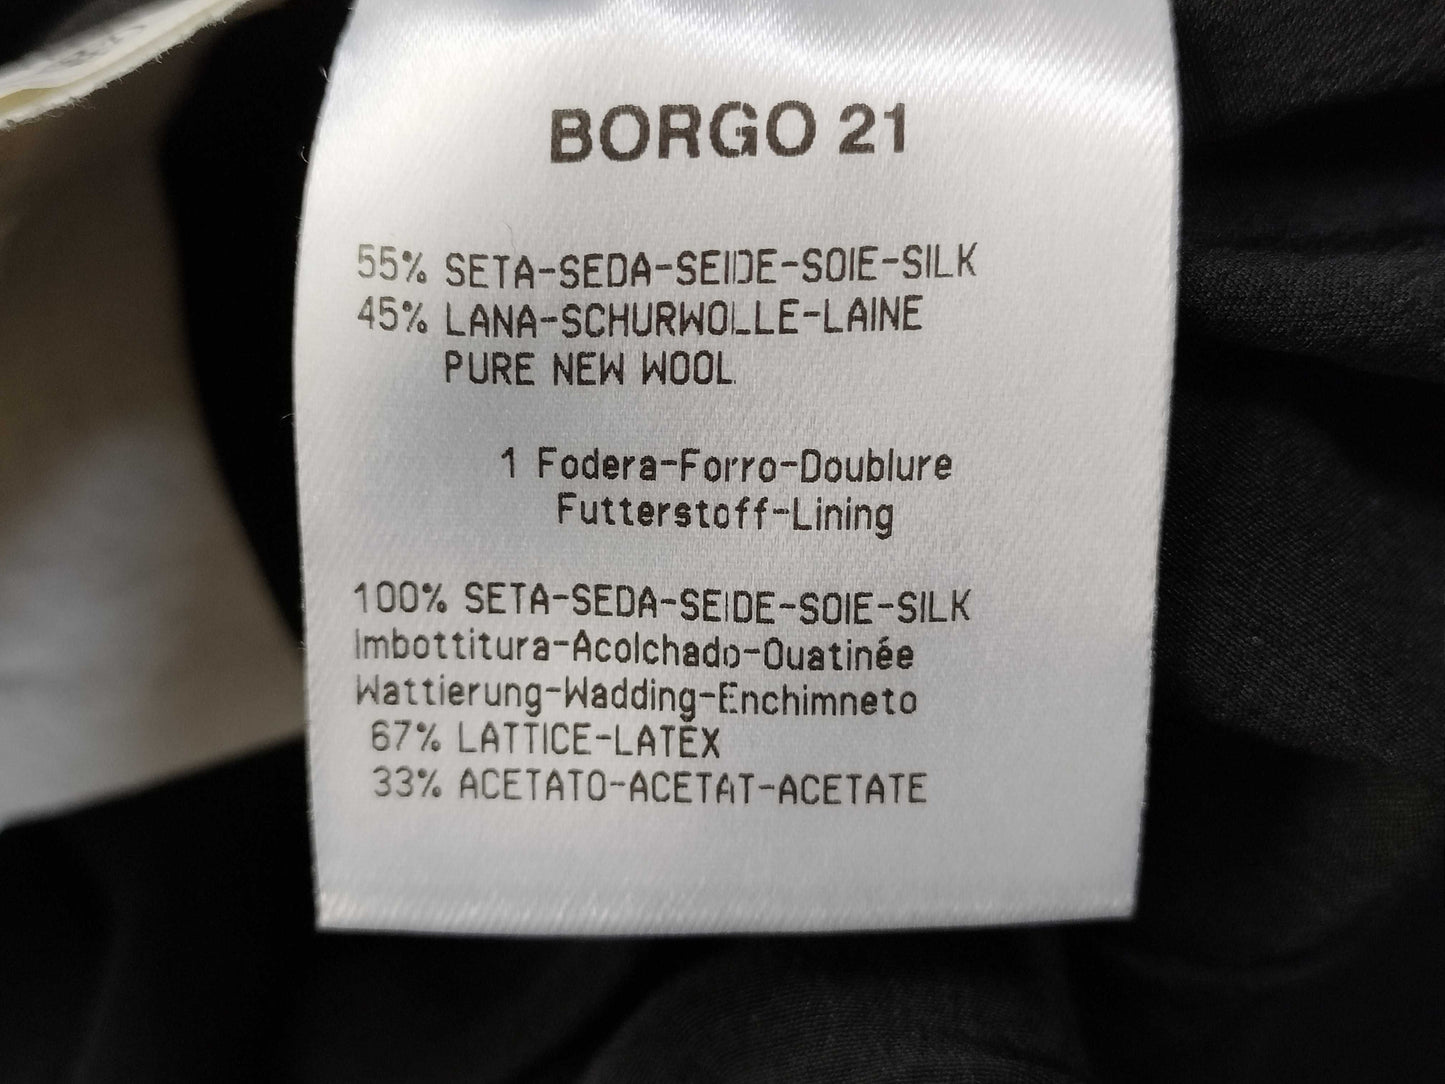 BORGO 21
55% SETA-SEDA-SEIDE-SOIE-SILK
45% LANA-SCHURWOLLE-LAINE
PURE NEW WOOL
1 Fodera-Forro-Doublure
Futterstoff-Lining
100% SETA-SEDA-SEIDE-SOIE-SILK
Imbottitura-Acolchado-Ouatinée
Wattierung-Wadding-Enchimneto
67% LATTICE-LATEX
33% ACETATO-ACETAT-ACETATE